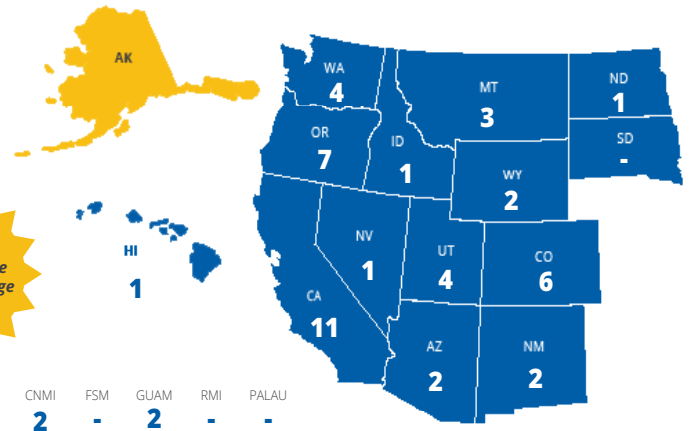 AK
WA
4
MT
3
ND
1
OR
7
ID
1
SD
-
WY
2
HI
1
NV
1
UT
4
CO
6
CA
11
AZ
2
NM
2
CNMI FSM GUAM RMI PALAU
2 - 2 - -